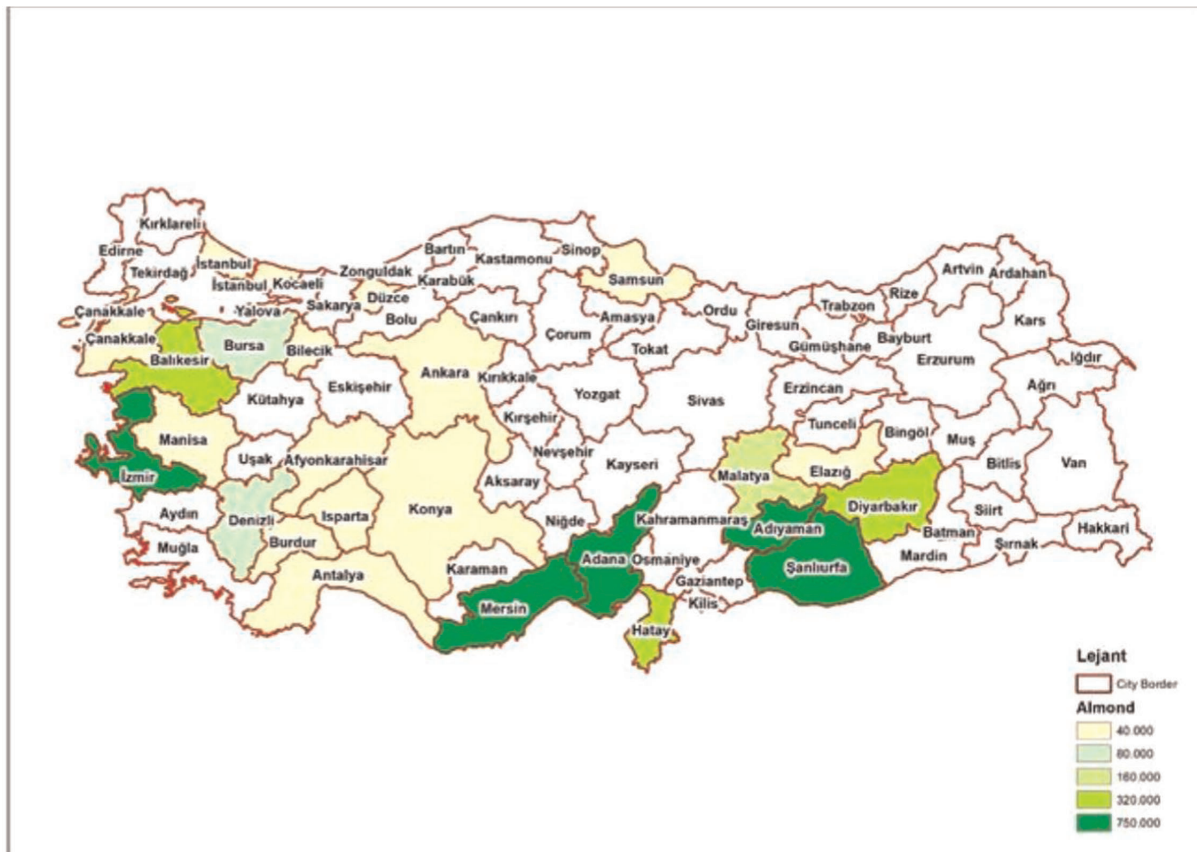 Kırklareli
Edirne
Tekirdağ
İstanbul
İstanbul
Kocaeli
Yalova
Sakarya
Düzce
Zonguldak
Bartın
Karabük
Kastamonu
Sinop
Samsun
Bolu
Çankırı
Çorum
Amasya
Ordu
Tokat
Giresun
Trabzon
Gümüşhane
Rize
Bayburt
Artvin
Ardahan
Kars
Erzurum
Iğdır
Ağrı
Çanakkale
Çanakkale
Balıkesir
Bursa
Bilecik
Eskişehir
Kütahya
Ankara
Kırıkkale
Kırşehir
Yozgat
Sivas
Erzincan
Tunceli
Bingöl
Muş
Bitlis
Van
Manisa
İzmir
Uşak
Afyonkarahisar
Konya
Aksaray
Nevşehir
Kayseri
Malatya
Elazığ
Diyarbakır
Batman
Siirt
Şırnak
Hakkari
Aydın
Denizli
Isparta
Burdur
Muğla
Antalya
Karaman
Niğde
Mersin
Adana
Kahramanmaraş
Osmaniye
Gaziantep
Kilis
Hatay
Adıyaman
Şanlıurfa
Mardin
Lejant
City Border
Almond
40.000
80.000
160.000
320.000
750.000